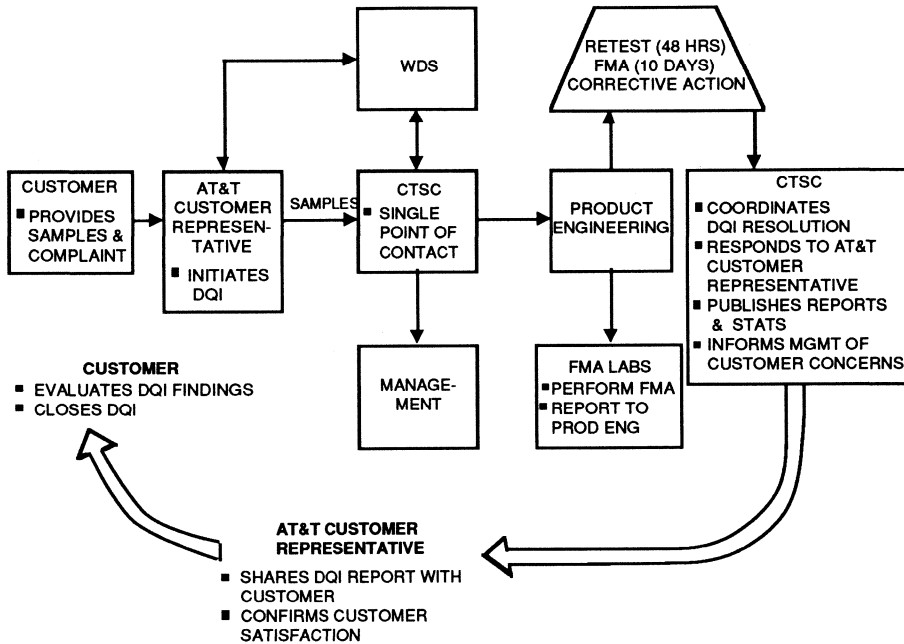 RETEST (48 HRS)
FMA (10 DAYS)
CORRECTIVE ACTION
WDS
CUSTOMER
▪ PROVIDES
SAMPLES &
COMPLAINT
AT&T
CUSTOMER
REPRESEN-
TATIVE
▪ INITIATES
DQI
SAMPLES
CTSC
▪ SINGLE
POINT OF
CONTACT
PRODUCT
ENGINEERING
CTSC
▪ COORDINATES
DQI RESOLUTION
▪ RESPONDS TO AT&T
CUSTOMER
REPRESENTATIVE
▪ PUBLISHES REPORTS
& STATS
▪ INFORMS MGMT OF
CUSTOMER CONCERNS
MANAGE-
MENT
FMA LABS
▪ PERFORM FMA
▪ REPORT TO
PROD ENG
CUSTOMER
▪ EVALUATES DQI FINDINGS
▪ CLOSES DQI
AT&T CUSTOMER
REPRESENTATIVE
▪ SHARES DQI REPORT WITH
CUSTOMER
▪ CONFIRMS CUSTOMER
SATISFACTION